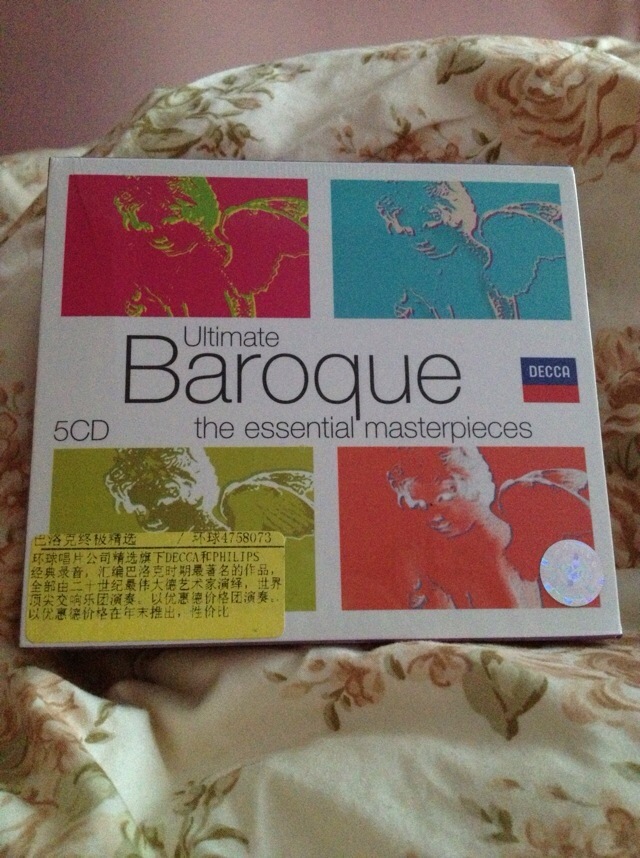 Ultimate
Baroque
DECCA
5CD
the essential masterpieces
巴洛克终极精选 / 环球4758073
环球唱片公司精选旗下DECCA和PHILIPS
经典录音，汇编巴洛克时期最著名的作品，
全部由二十世纪最伟大德艺术家演绎，世界
顶尖交响乐团演奏。以优惠德价格团演奏。
以优惠德价格在年末推出，性价比